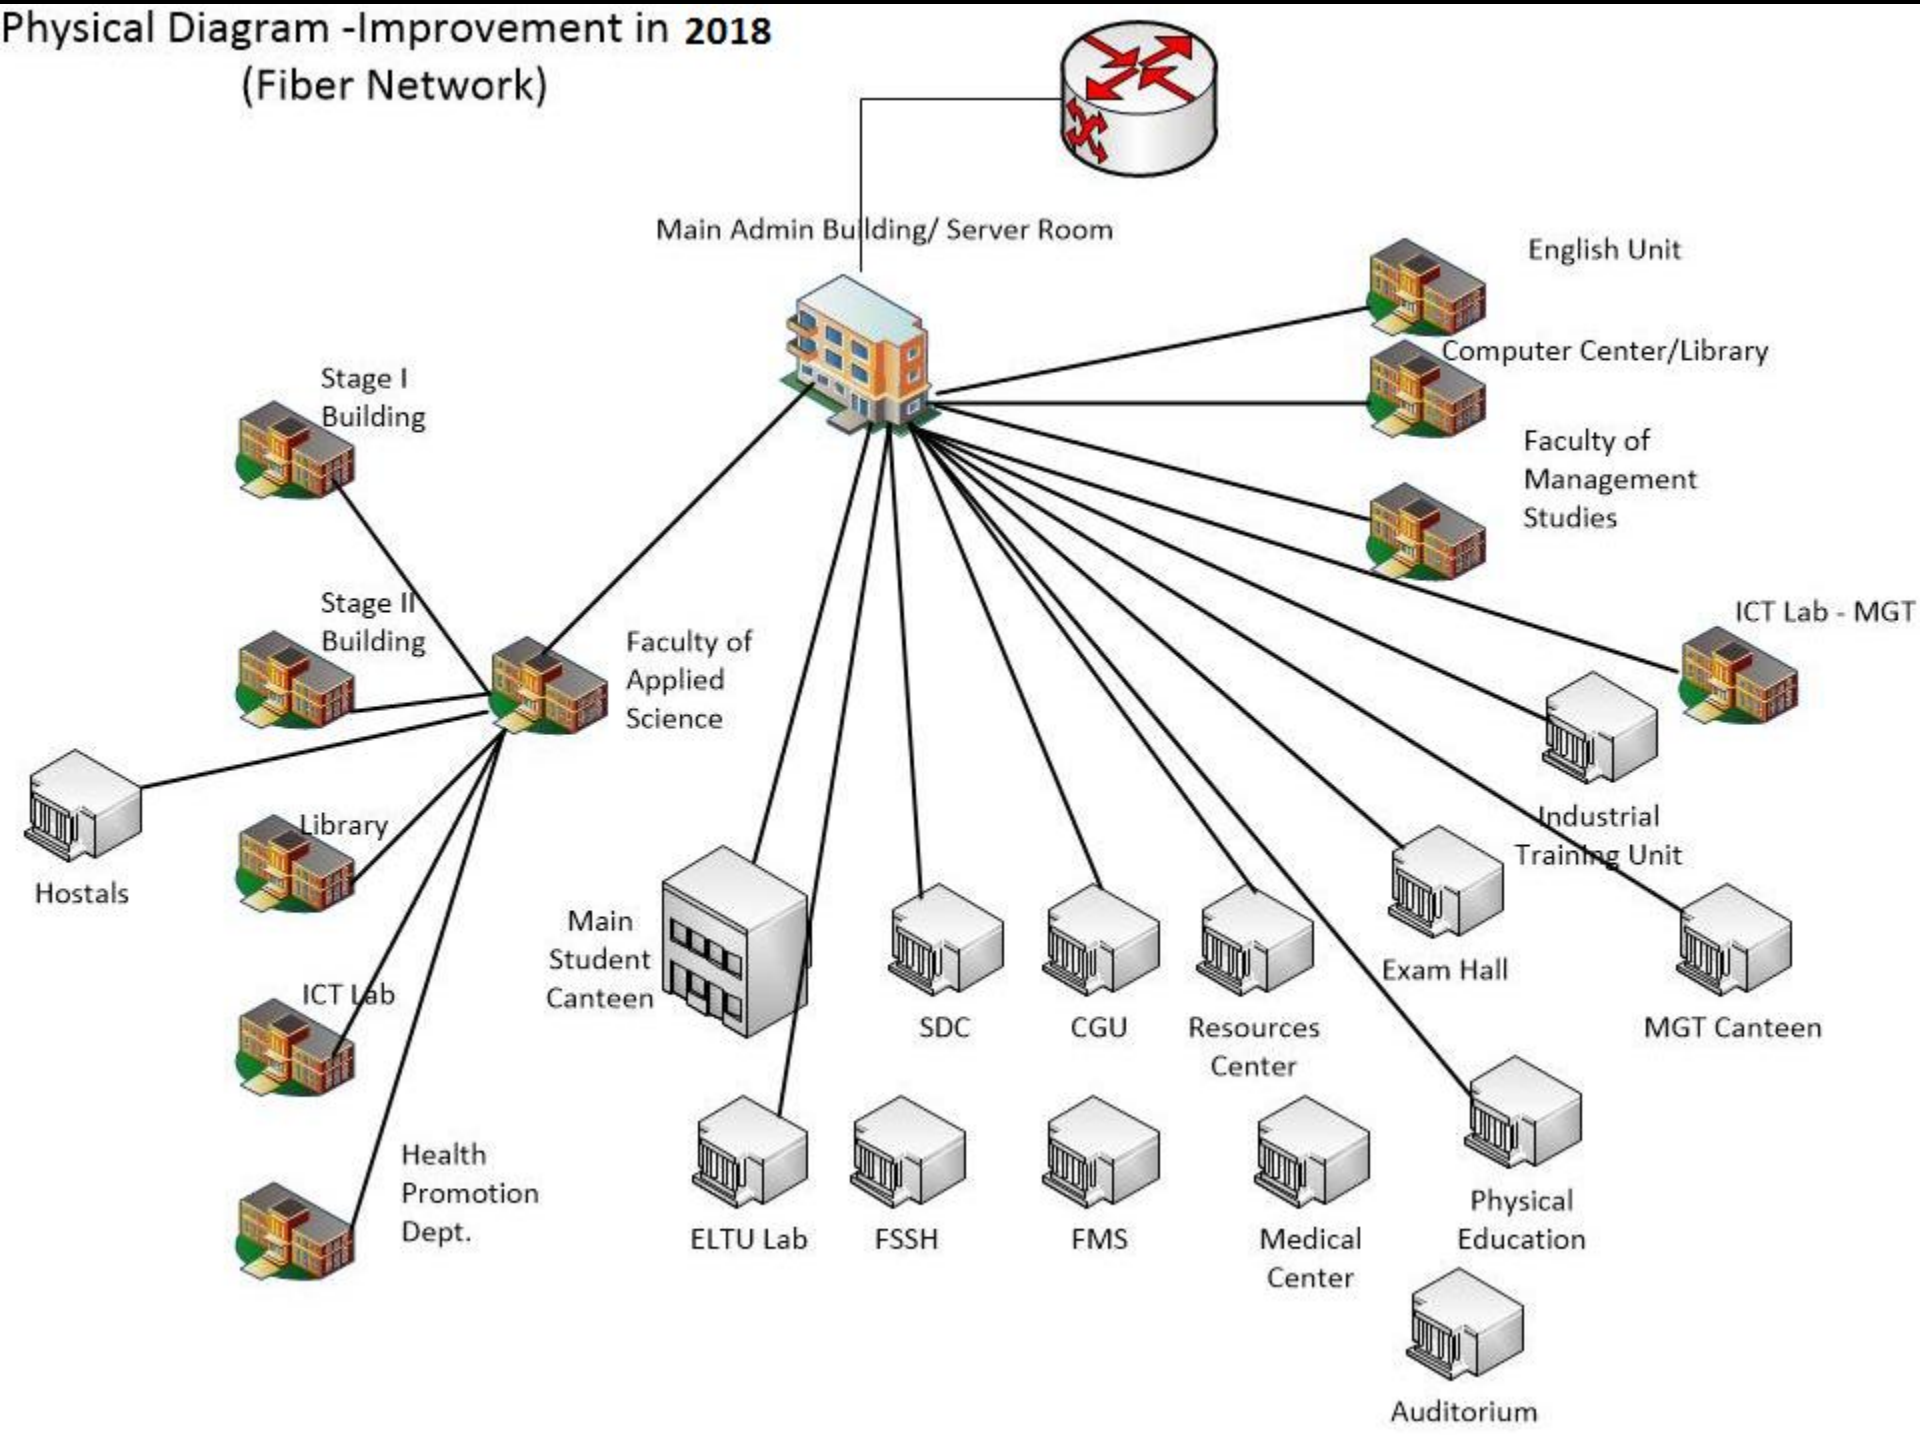 Physical Diagram -Improvement in 2018
(Fiber Network)
Main Admin Building/ Server Room
English Unit
Computer Center/Library
Stage I
Building
Faculty of
Management
Studies
Stage II
Building
ICT Lab - MGT
Faculty of
Applied
Science
Library
Industrial
Training Unit
Hostals
Main
Student
Canteen
Exam Hall
ICT Lab
SDC
CGU
Resources
Center
MGT Canteen
Health
Promotion
Dept.
Physical
Education
ELTU Lab
FSSH
FMS
Medical
Center
Auditorium